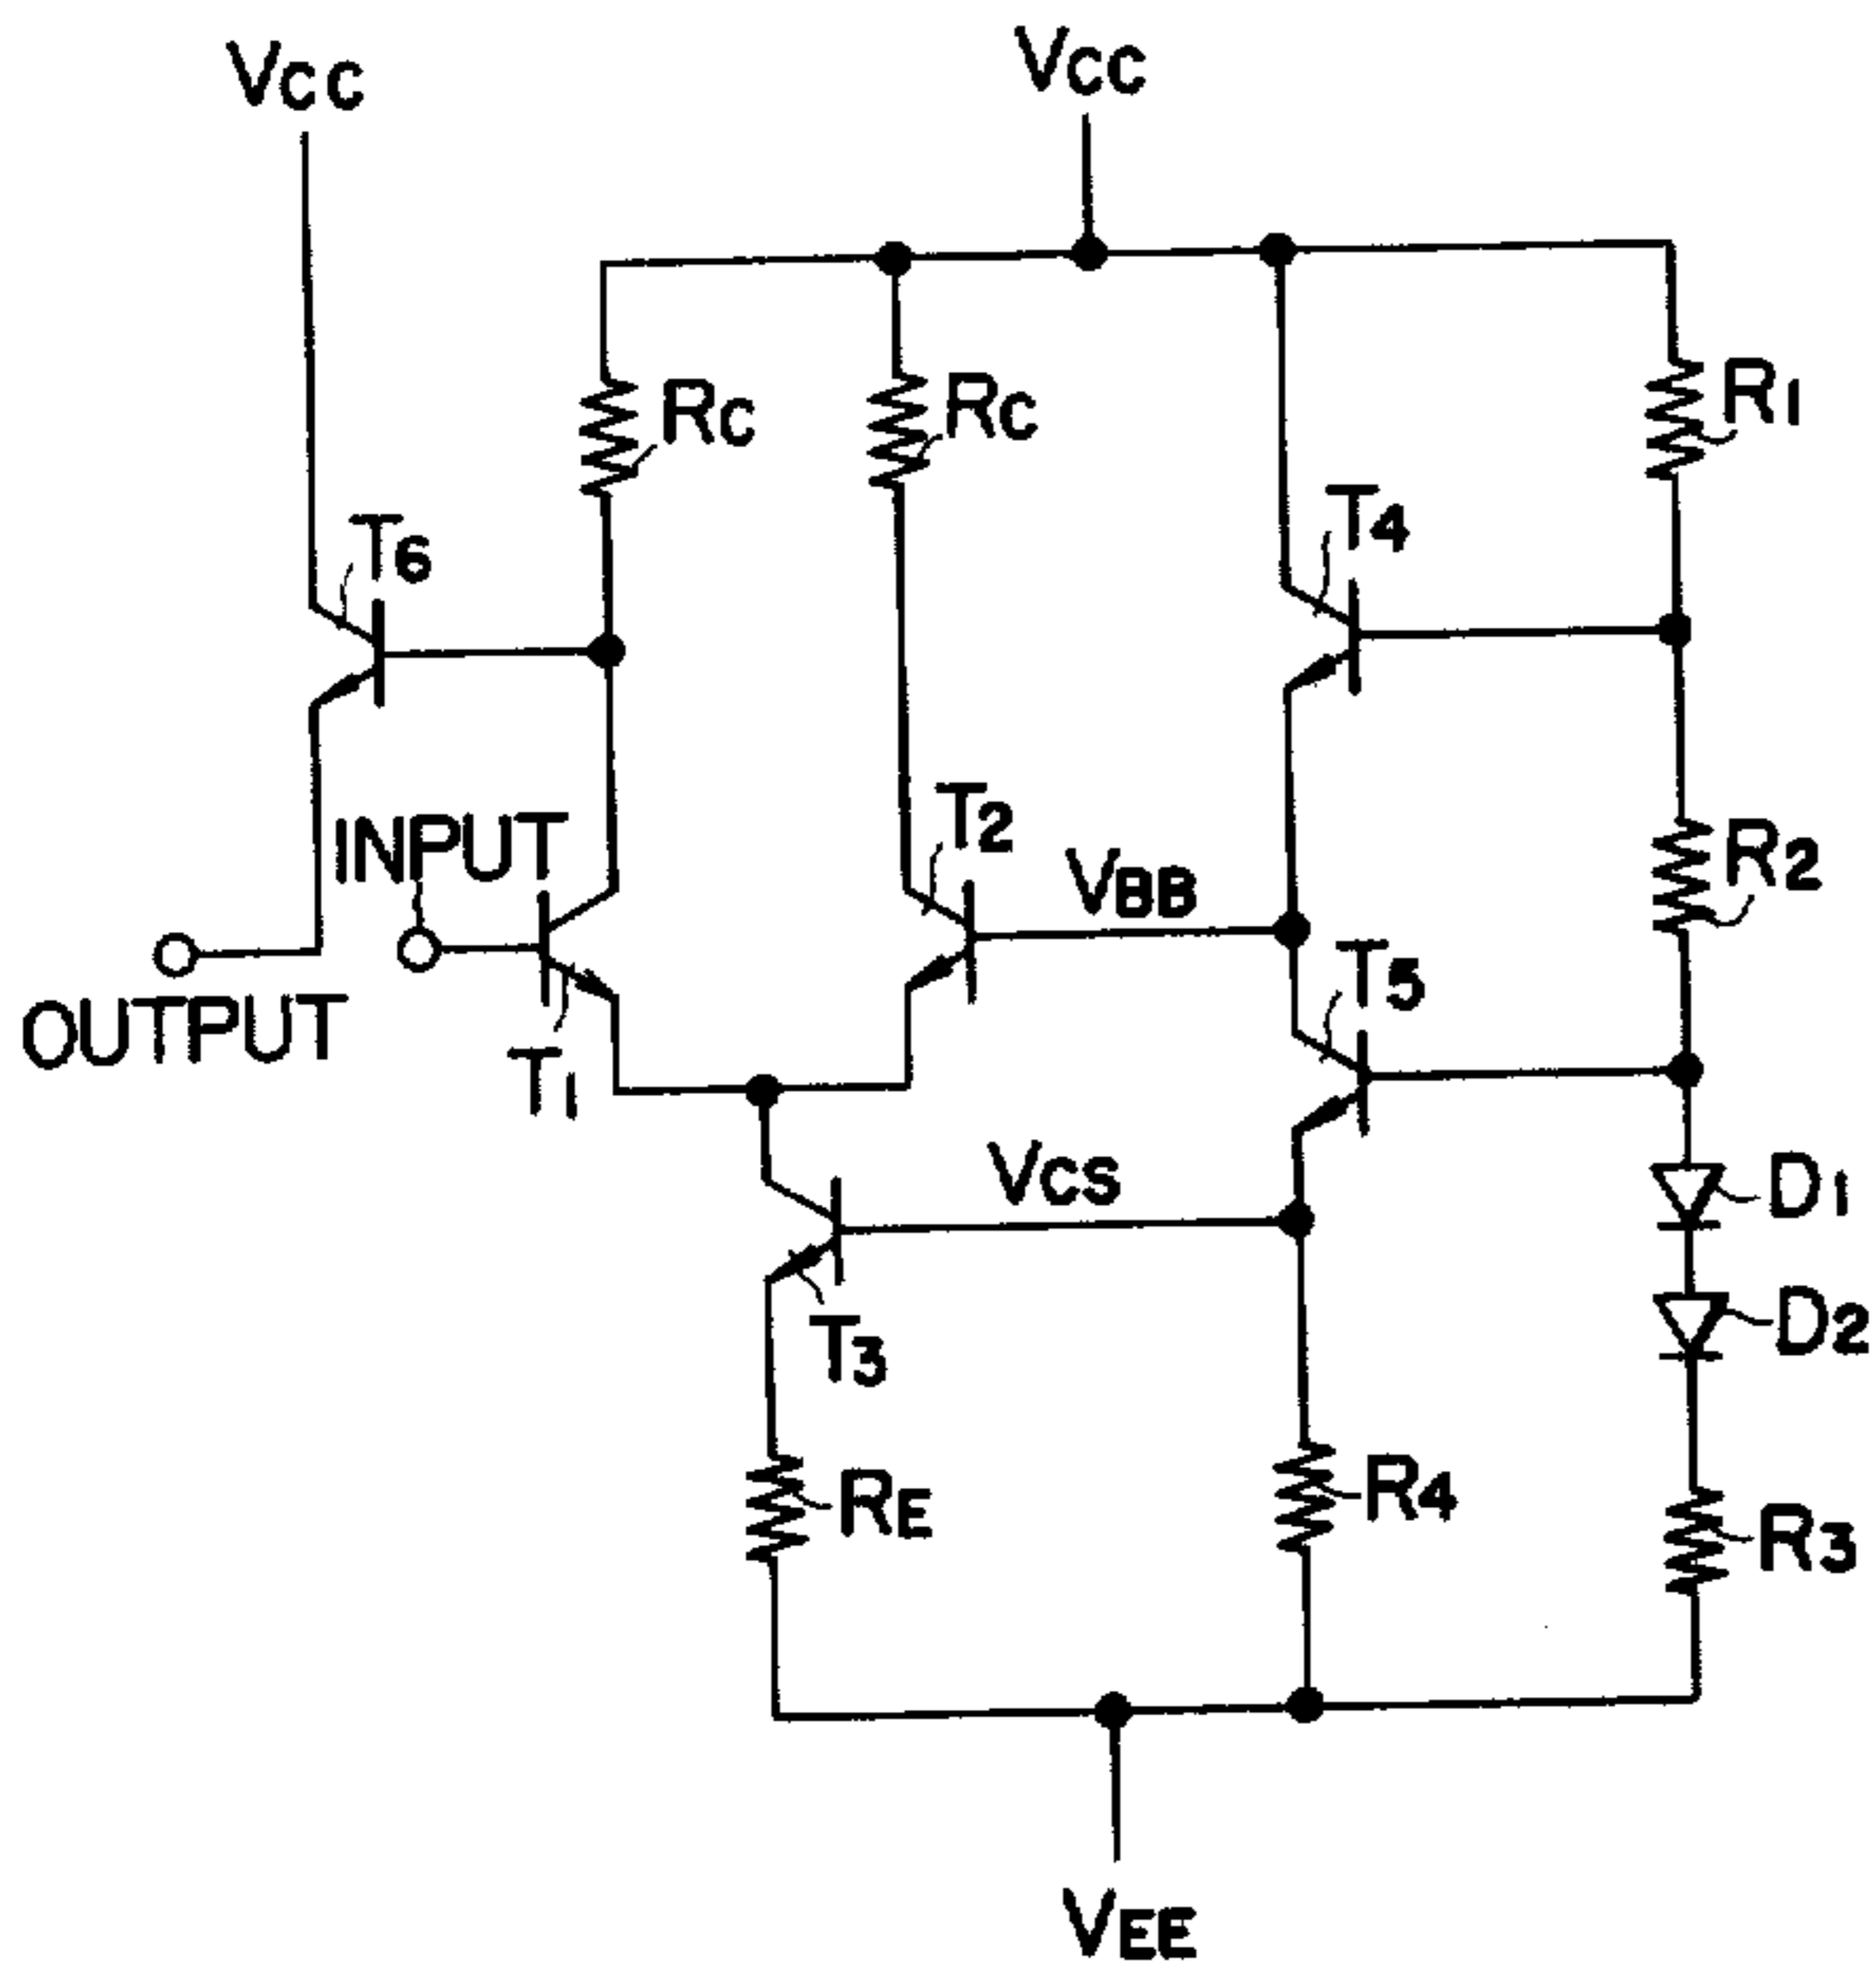 VCC
VCC
RC
RC
R1
T6
T4
T2
INPUT
VBB
R2
T5
OUTPUT
T1
VCS
D1
D2
T3
RE
R4
R3
VEE